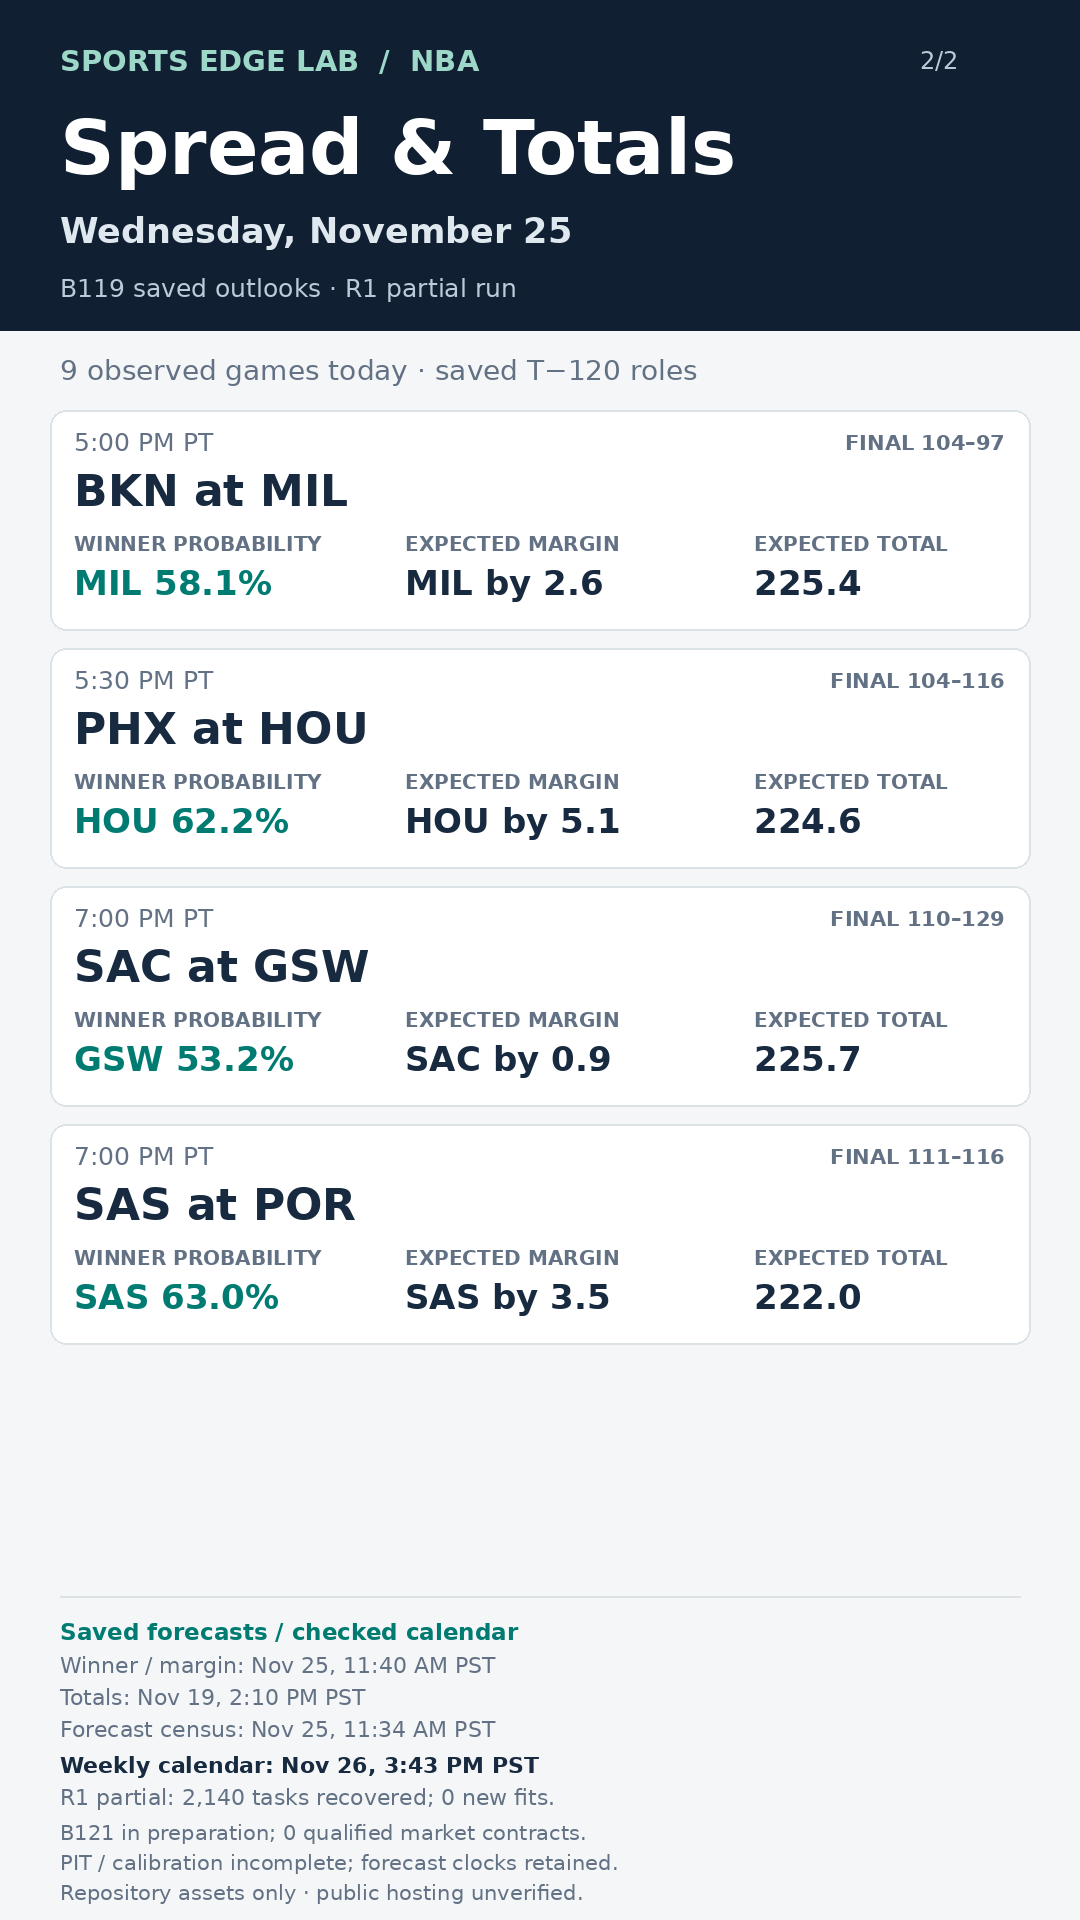 SPORTS EDGE LAB / NBA 2/2
Spread & Totals
Wednesday, November 25
B119 saved outlooks · R1 partial run
9 observed games today · saved T−120 roles
5:00 PM PT FINAL 104–97
BKN at MIL
WINNER PROBABILITY EXPECTED MARGIN EXPECTED TOTAL
MIL 58.1% MIL by 2.6 225.4
5:30 PM PT FINAL 104–116
PHX at HOU
WINNER PROBABILITY EXPECTED MARGIN EXPECTED TOTAL
HOU 62.2% HOU by 5.1 224.6
7:00 PM PT FINAL 110–129
SAC at GSW
WINNER PROBABILITY EXPECTED MARGIN EXPECTED TOTAL
GSW 53.2% SAC by 0.9 225.7
7:00 PM PT FINAL 111–116
SAS at POR
WINNER PROBABILITY EXPECTED MARGIN EXPECTED TOTAL
SAS 63.0% SAS by 3.5 222.0
Saved forecasts / checked calendar
Winner / margin: Nov 25, 11:40 AM PST
Totals: Nov 19, 2:10 PM PST
Forecast census: Nov 25, 11:34 AM PST
Weekly calendar: Nov 26, 3:43 PM PST
R1 partial: 2,140 tasks recovered; 0 new fits.
B121 in preparation; 0 qualified market contracts.
PIT / calibration incomplete; forecast clocks retained.
Repository assets only · public hosting unverified.